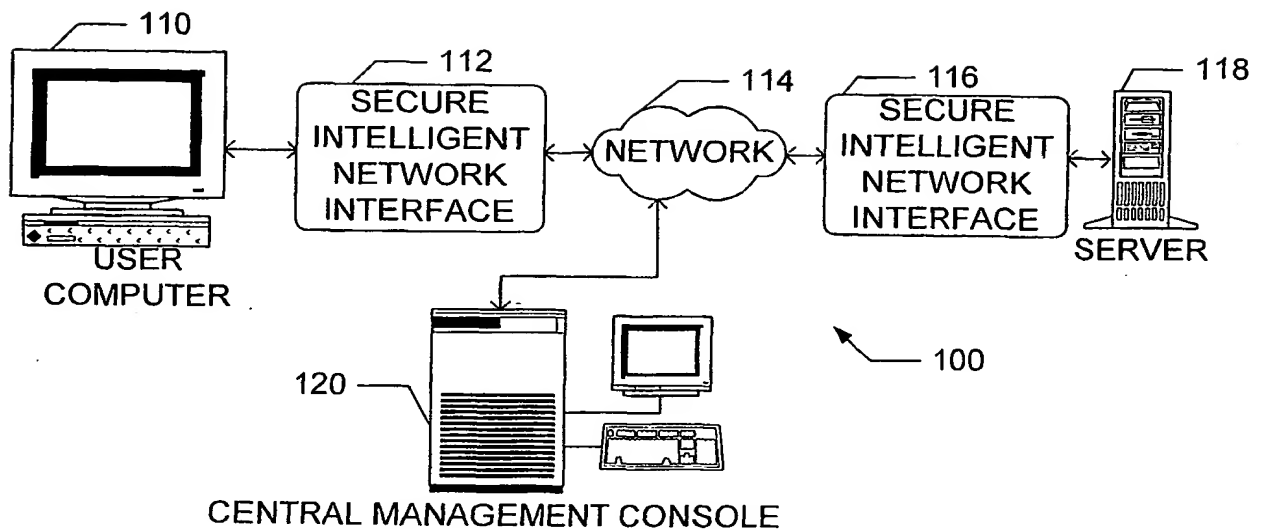 110
112
114
116
118
SECURE
INTELLIGENT
NETWORK
INTERFACE
NETWORK
SECURE
INTELLIGENT
NETWORK
INTERFACE
USER
COMPUTER
SERVER
120
100
CENTRAL MANAGEMENT CONSOLE